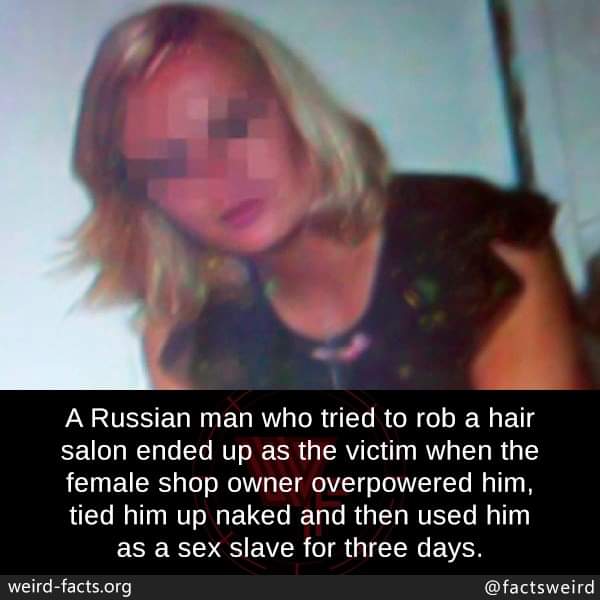 A Russian man who tried to rob a hair
salon ended up as the victim when the
female shop owner overpowered him,
tied him up naked and then used him
as a sex slave for three days.
weird-facts.org
@factsweird